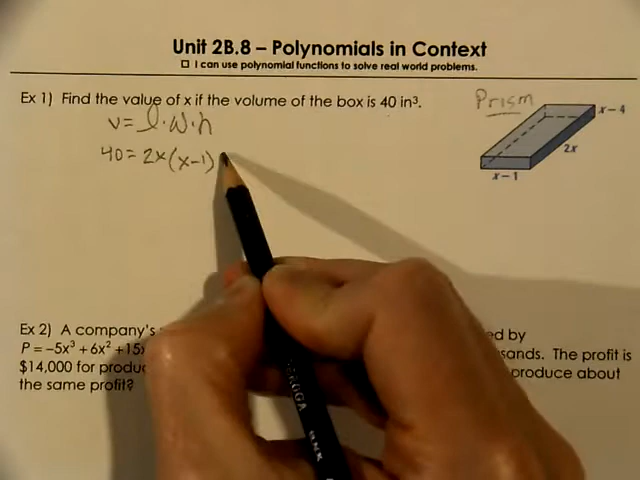 Unit 2B.8 – Polynomials in Context
□ I can use polynomial functions to solve real world problems.
Ex 1) Find the value of x if the volume of the box is 40 in³.
Prism
x – 4
2x
x – 1
v = l · w · h
40 = 2x(x-1)
Ex 2) A company's
ed by
P = –5x³ + 6x² + 15x
sands. The profit is
$14,000 for produ
produce about
the same profit?